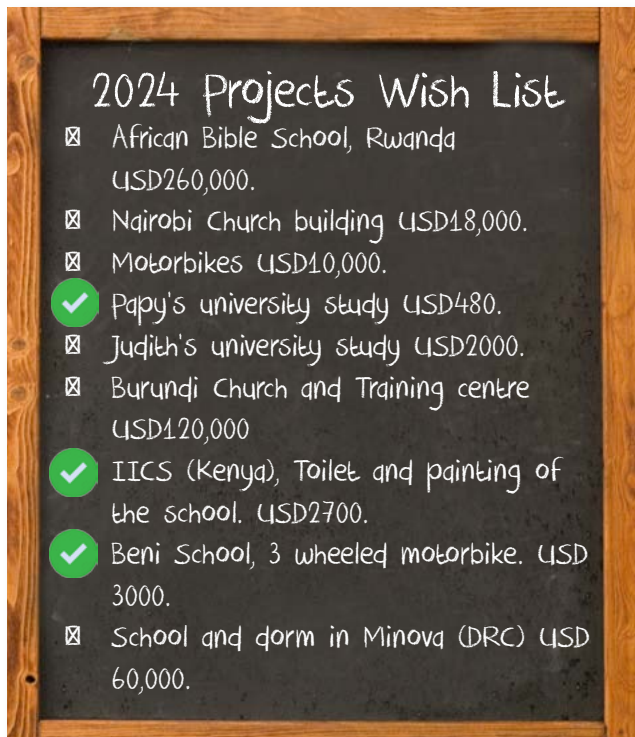 2024 Projects Wish List
African Bible School, Rwanda
USD260,000.
Nairobi Church building USD18,000.
Motorbikes USD10,000.
Papy's university study USD480.
Judith's university study USD2000.
Burundi Church and Training centre
USD120,000
IICS (Kenya), Toilet and painting of
the school. USD2700.
Beni School, 3 wheeled motorbike. USD
3000.
School and dorm in Minova (DRC) USD
60,000.